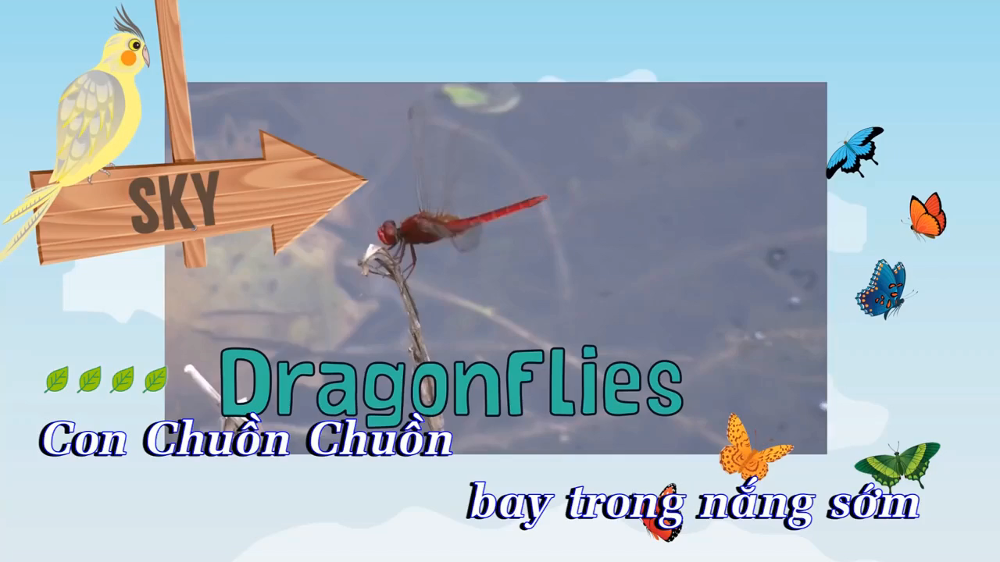 SKY
Dragonflies
Con Chuồn Chuồn
bay trong nắng sớm